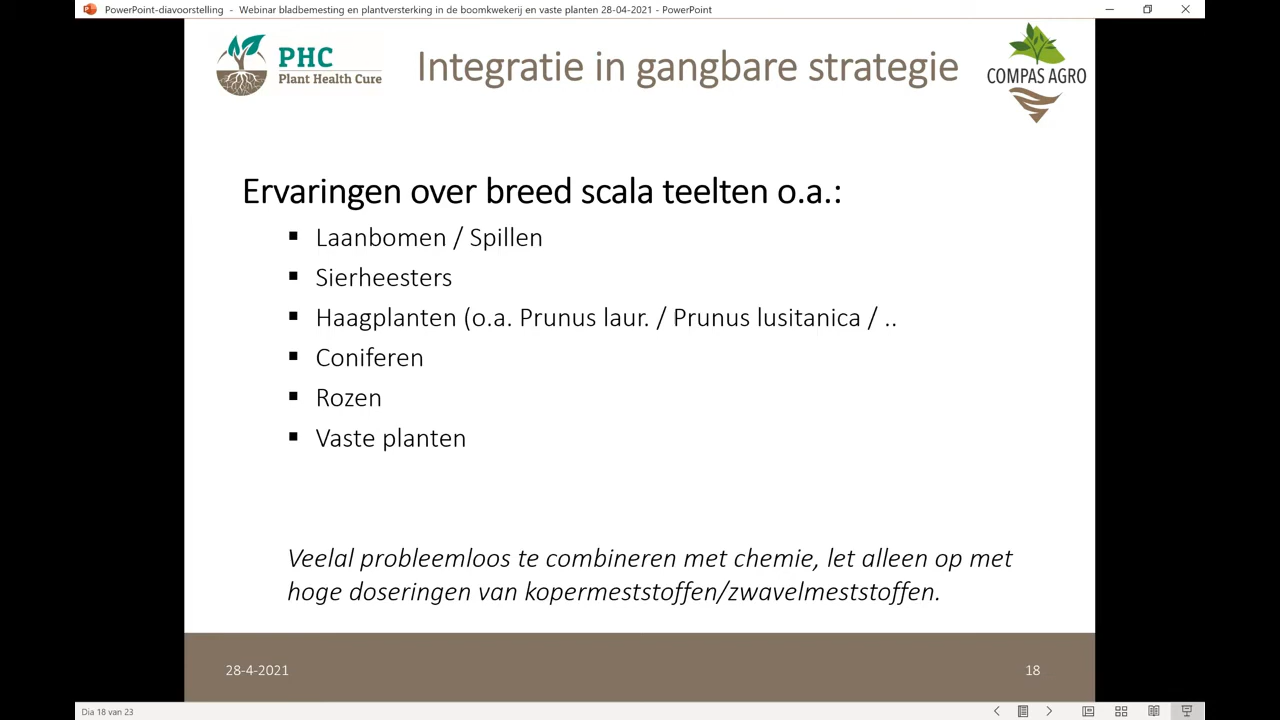 PowerPoint-diavoorstelling - Webinar bladbemesting en plantversterking in de boomkwekerij en vaste planten 28-04-2021 - PowerPoint
PHC
Plant Health Cure
Integratie in gangbare strategie
COMPAS AGRO
Ervaringen over breed scala teelten o.a.:
▪ Laanbomen / Spillen
▪ Sierheesters
▪ Haagplanten (o.a. Prunus laur. / Prunus lusitanica / ..
▪ Coniferen
▪ Rozen
▪ Vaste planten
Veelal probleemloos te combineren met chemie, let alleen op met
hoge doseringen van kopermeststoffen/zwavelmeststoffen.
28-4-2021
18
Dia 18 van 23